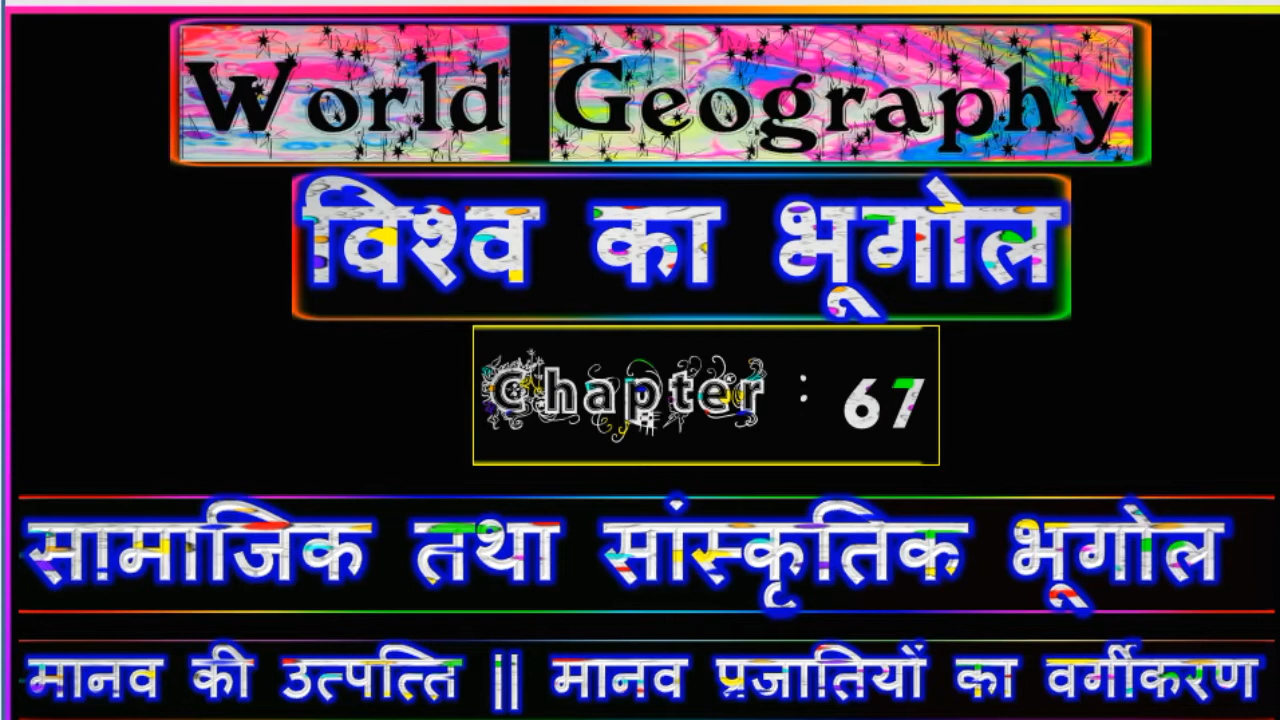 World Geography
विश्व का भूगोल
Chapter : 67
सामाजिक तथा सांस्कृतिक भूगोल
मानव की उत्पत्ति || मानव प्रजातियों का वर्गीकरण